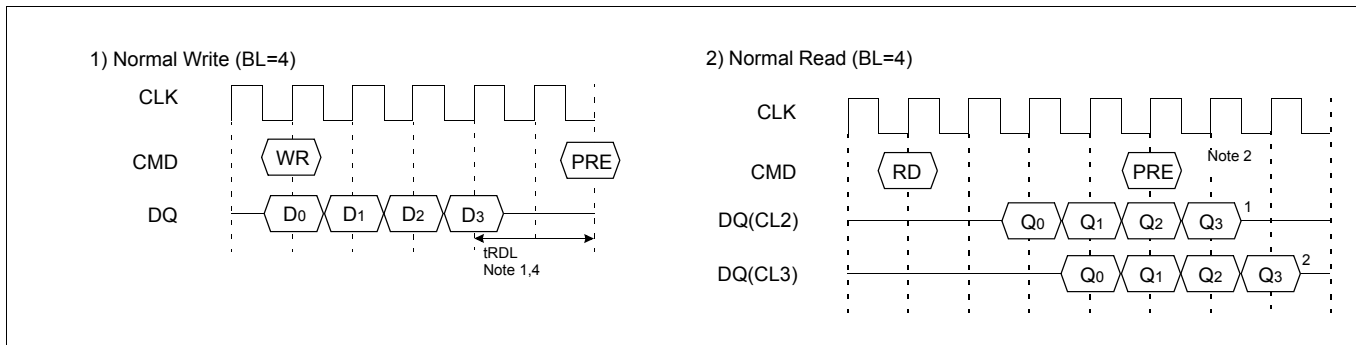 1) Normal Write (BL=4)
CLK
CMD WR PRE
DQ D0 D1 D2 D3
tRDL
Note 1,4
2) Normal Read (BL=4)
CLK
CMD RD PRE Note 2
DQ(CL2) Q0 Q1 Q2 Q3 1
DQ(CL3) Q0 Q1 Q2 Q3 2